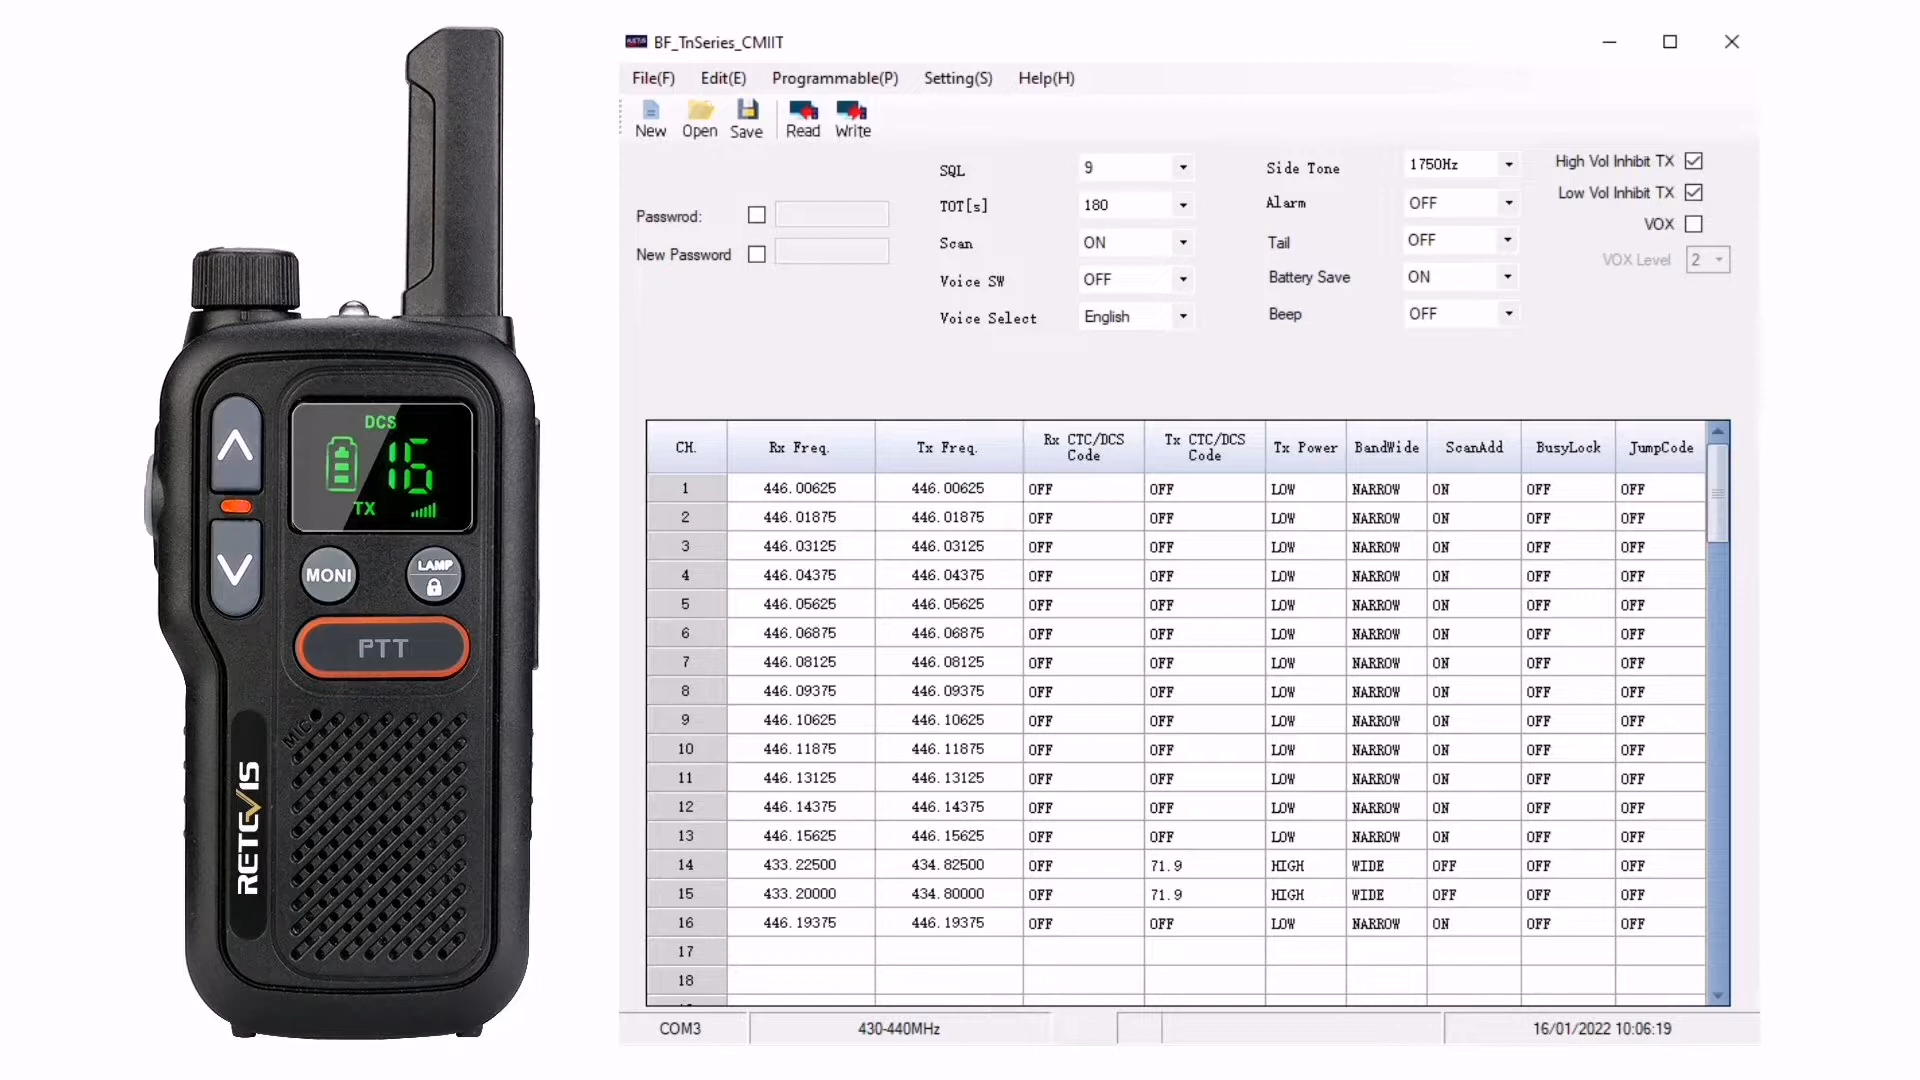 DCS
16
TX
MONI
LAMP
PTT
MIC
RETEVIS
BF_TnSeries_CMIIT
File(F) Edit(E) Programmable(P) Setting(S) Help(H)
New Open Save Read Write
Passwrod:
New Password
SQL 9
TOT[s] 180
Scan ON
Voice SW OFF
Voice Select English
Side Tone 1750Hz
Alarm OFF
Tail OFF
Battery Save ON
Beep OFF
High Vol Inhibit TX
Low Vol Inhibit TX
VOX
VOX Level 2
CH. Rx Freq. Tx Freq. Rx CTC/DCS Code Tx CTC/DCS Code Tx Power BandWide ScanAdd BusyLock JumpCode
1 446.00625 446.00625 OFF OFF LOW NARROW ON OFF OFF
2 446.01875 446.01875 OFF OFF LOW NARROW ON OFF OFF
3 446.03125 446.03125 OFF OFF LOW NARROW ON OFF OFF
4 446.04375 446.04375 OFF OFF LOW NARROW ON OFF OFF
5 446.05625 446.05625 OFF OFF LOW NARROW ON OFF OFF
6 446.06875 446.06875 OFF OFF LOW NARROW ON OFF OFF
7 446.08125 446.08125 OFF OFF LOW NARROW ON OFF OFF
8 446.09375 446.09375 OFF OFF LOW NARROW ON OFF OFF
9 446.10625 446.10625 OFF OFF LOW NARROW ON OFF OFF
10 446.11875 446.11875 OFF OFF LOW NARROW ON OFF OFF
11 446.13125 446.13125 OFF OFF LOW NARROW ON OFF OFF
12 446.14375 446.14375 OFF OFF LOW NARROW ON OFF OFF
13 446.15625 446.15625 OFF OFF LOW NARROW ON OFF OFF
14 433.22500 434.82500 OFF 71.9 HIGH WIDE OFF OFF OFF
15 433.20000 434.80000 OFF 71.9 HIGH WIDE OFF OFF OFF
16 446.19375 446.19375 OFF OFF LOW NARROW ON OFF OFF
17
18
COM3 430-440MHz 16/01/2022 10:06:19